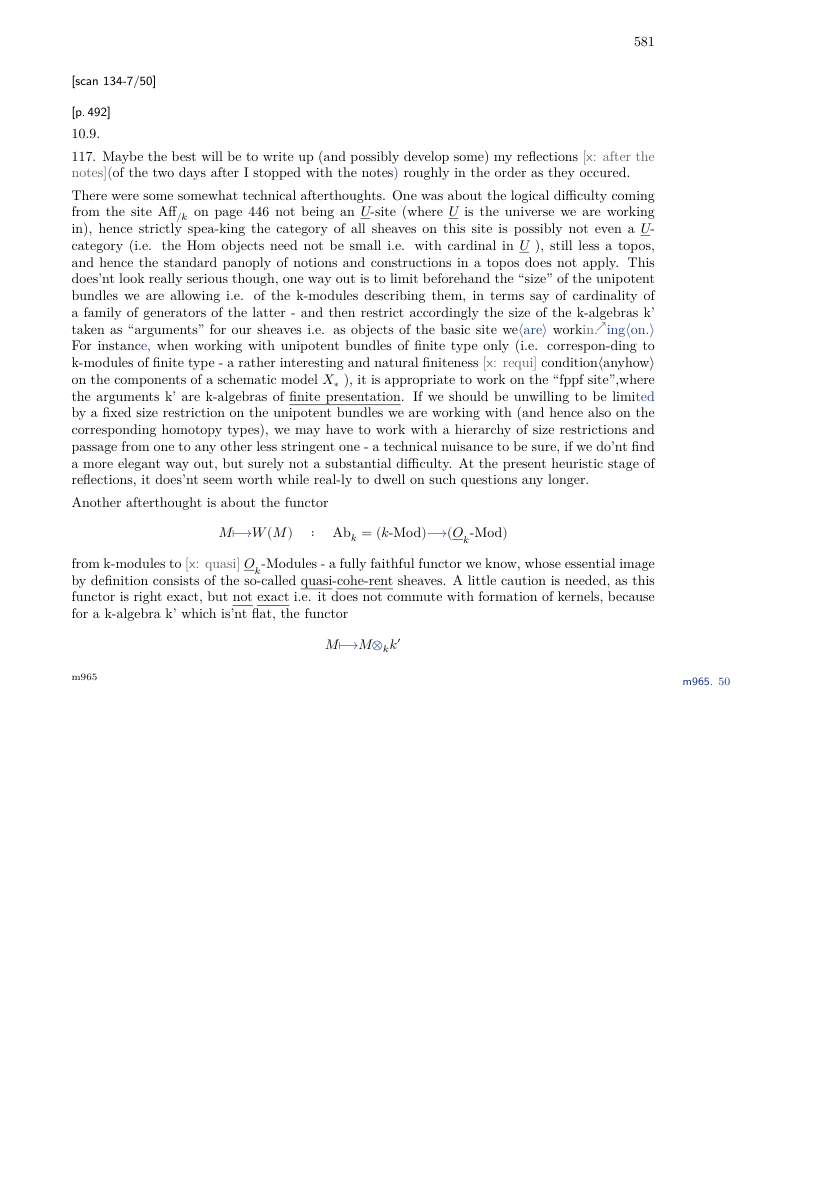 581
[scan 134-7/50]
[p. 492]
10.9.
117. Maybe the best will be to write up (and possibly develop some) my reflections [x: after the
notes](of the two days after I stopped with the notes) roughly in the order as they occured.
There were some somewhat technical afterthoughts. One was about the logical difficulty coming
from the site Aff/k on page 446 not being an U-site (where U is the universe we are working
in), hence strictly spea-king the category of all sheaves on this site is possibly not even a U-
category (i.e. the Hom objects need not be small i.e. with cardinal in U ), still less a topos,
and hence the standard panoply of notions and constructions in a topos does not apply. This
does'nt look really serious though, one way out is to limit beforehand the “size” of the unipotent
bundles we are allowing i.e. of the k-modules describing them, in terms say of cardinality of
a family of generators of the latter - and then restrict accordingly the size of the k-algebras k'
taken as “arguments” for our sheaves i.e. as objects of the basic site we⟨are⟩ workin↗ing⟨on.⟩
For instance, when working with unipotent bundles of finite type only (i.e. correspon-ding to
k-modules of finite type - a rather interesting and natural finiteness [x: requi] condition⟨anyhow⟩
on the components of a schematic model X∗ ), it is appropriate to work on the “fppf site”,where
the arguments k' are k-algebras of finite presentation. If we should be unwilling to be limited
by a fixed size restriction on the unipotent bundles we are working with (and hence also on the
corresponding homotopy types), we may have to work with a hierarchy of size restrictions and
passage from one to any other less stringent one - a technical nuisance to be sure, if we do'nt find
a more elegant way out, but surely not a substantial difficulty. At the present heuristic stage of
reflections, it does'nt seem worth while real-ly to dwell on such questions any longer.
Another afterthought is about the functor
M⟼W(M) : Abₖ = (k-Mod)⟶(Oₖ-Mod)
from k-modules to [x: quasi] Oₖ-Modules - a fully faithful functor we know, whose essential image
by definition consists of the so-called quasi-cohe-rent sheaves. A little caution is needed, as this
functor is right exact, but not exact i.e. it does not commute with formation of kernels, because
for a k-algebra k' which is'nt flat, the functor
M⟼M⊗ₖk′
m965
m965. 50